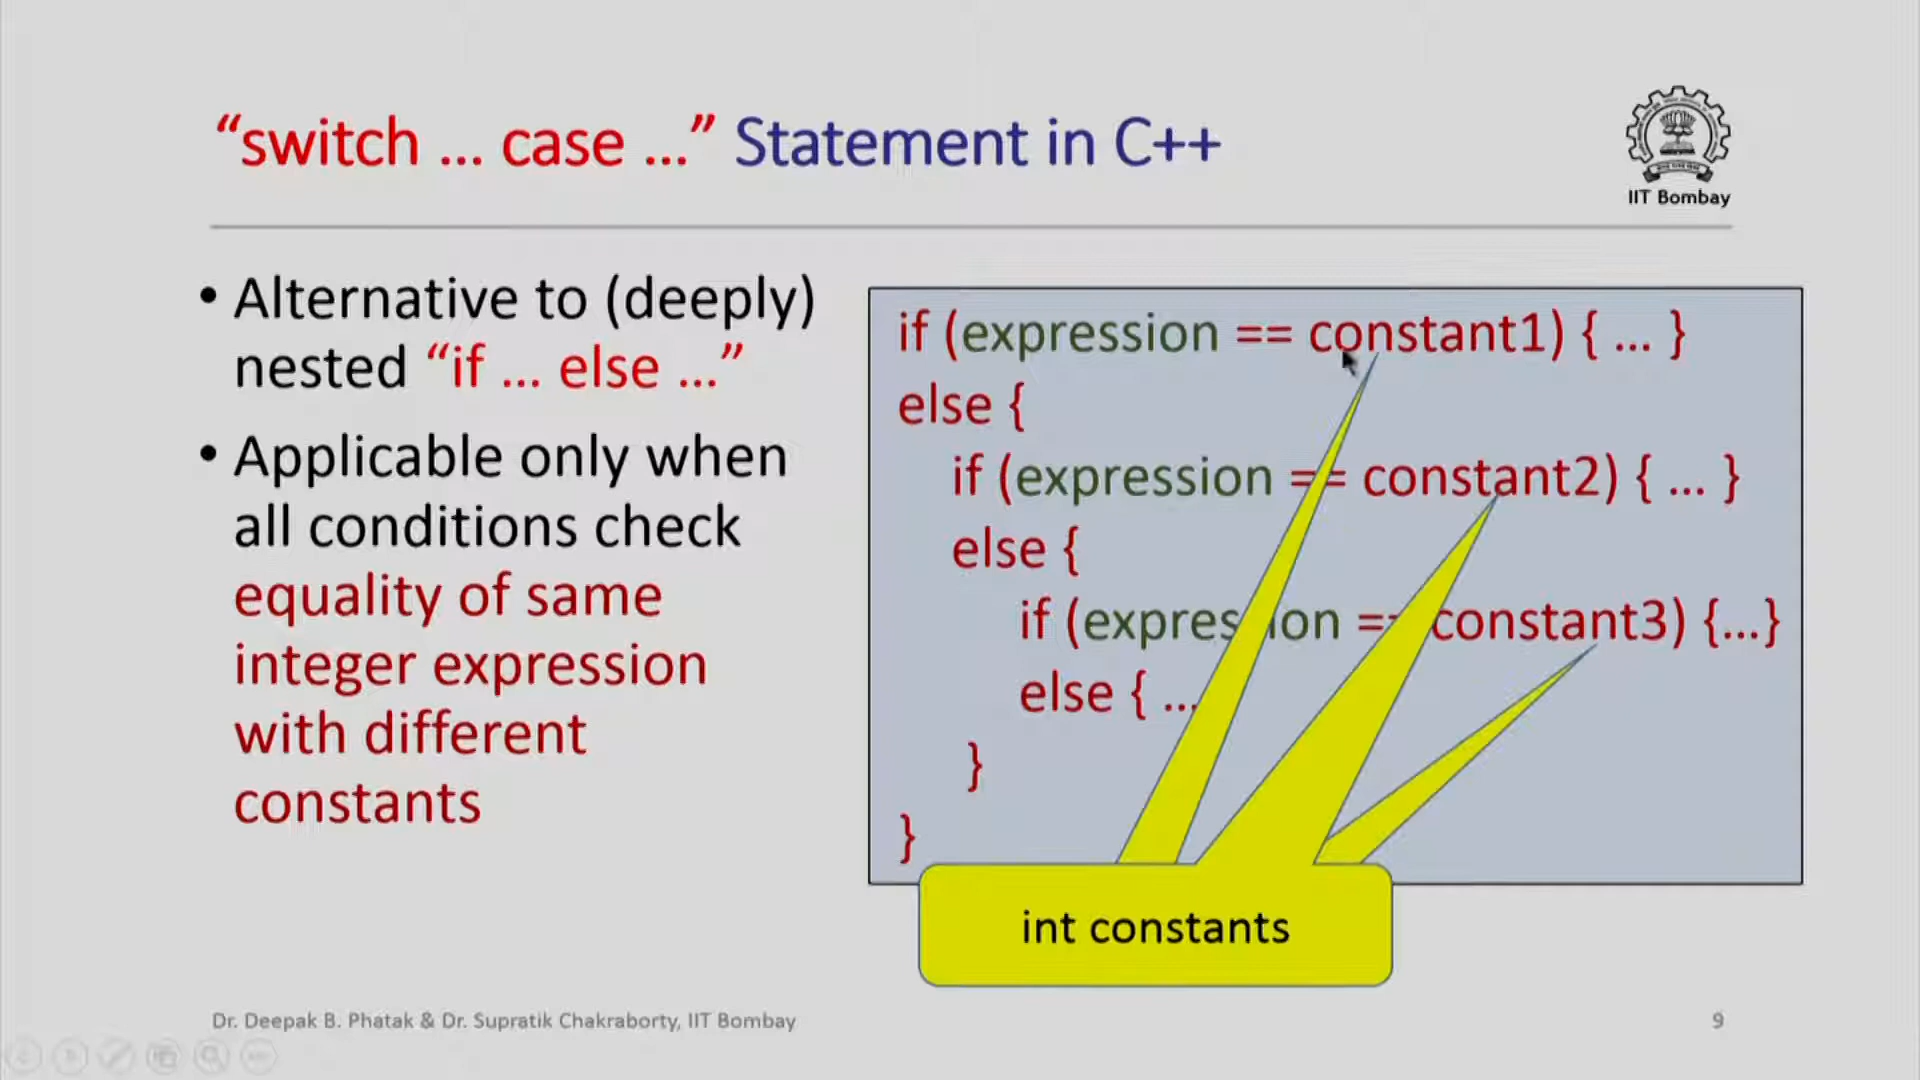 “switch ... case ...” Statement in C++
IIT Bombay
• Alternative to (deeply)
nested “if ... else ...”
• Applicable only when
all conditions check
equality of same
integer expression
with different
constants
if (expression == constant1) { ... }
else {
if (expression == constant2) { ... }
else {
if (expression == constant3) {...}
else { ...
}
}
int constants
Dr. Deepak B. Phatak & Dr. Supratik Chakraborty, IIT Bombay
9